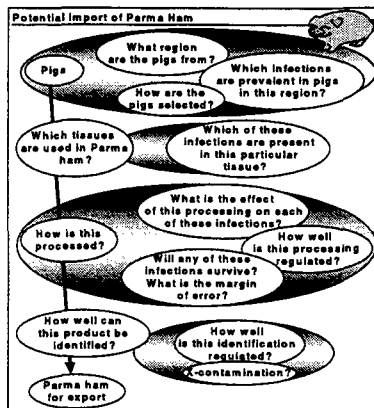 Potential Import of Parma Ham
What region
are the pigs from?
Pigs
Which infections
are prevalent in pigs
in this region?
How are the
pigs selected?
Which tissues
are used in Parma
ham?
Which of these
infections are present
in this particular
tissue?
What is the effect
of this processing on each
of these infections?
How is this
processed?
How well
is this processing
regulated?
Will any of these
infections survive?
What is the margin
of error?
How well can
this product be
identified?
How well
is this identification
regulated?
X-contamination?
Parma ham
for export